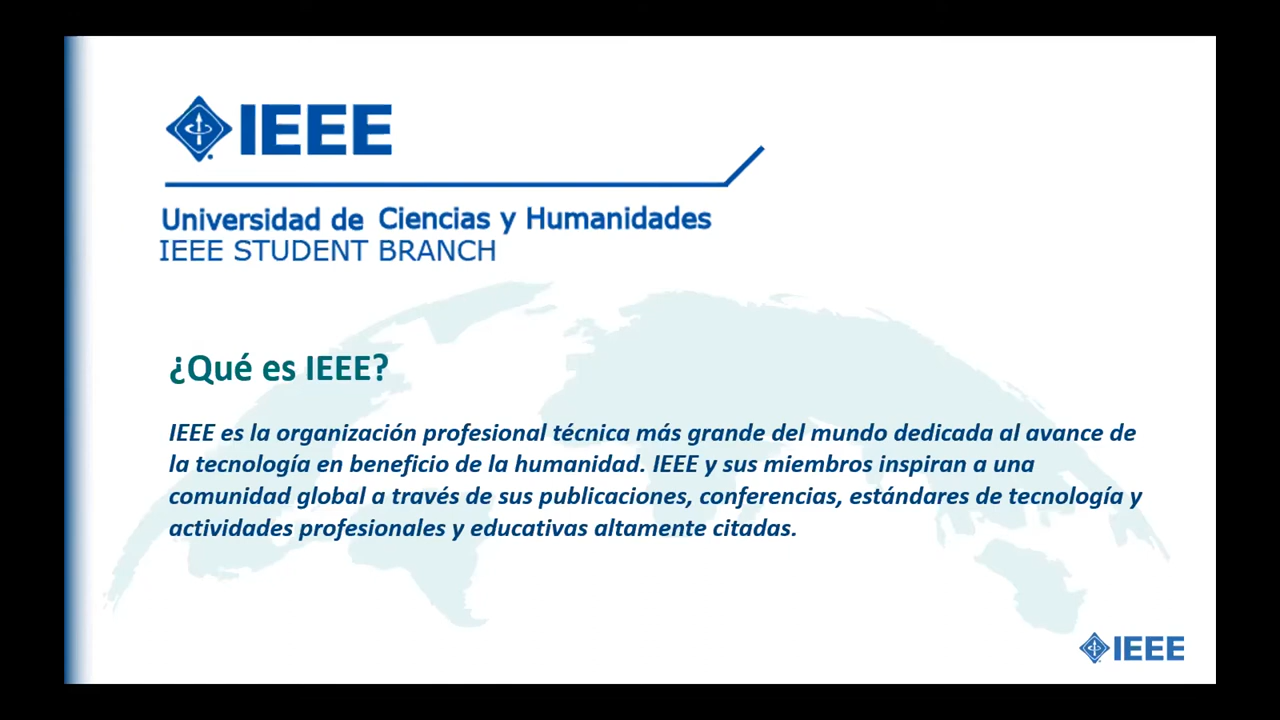 IEEE
Universidad de Ciencias y Humanidades
IEEE STUDENT BRANCH
¿Qué es IEEE?
IEEE es la organización profesional técnica más grande del mundo dedicada al avance de
la tecnología en beneficio de la humanidad. IEEE y sus miembros inspiran a una
comunidad global a través de sus publicaciones, conferencias, estándares de tecnología y
actividades profesionales y educativas altamente citadas.
IEEE